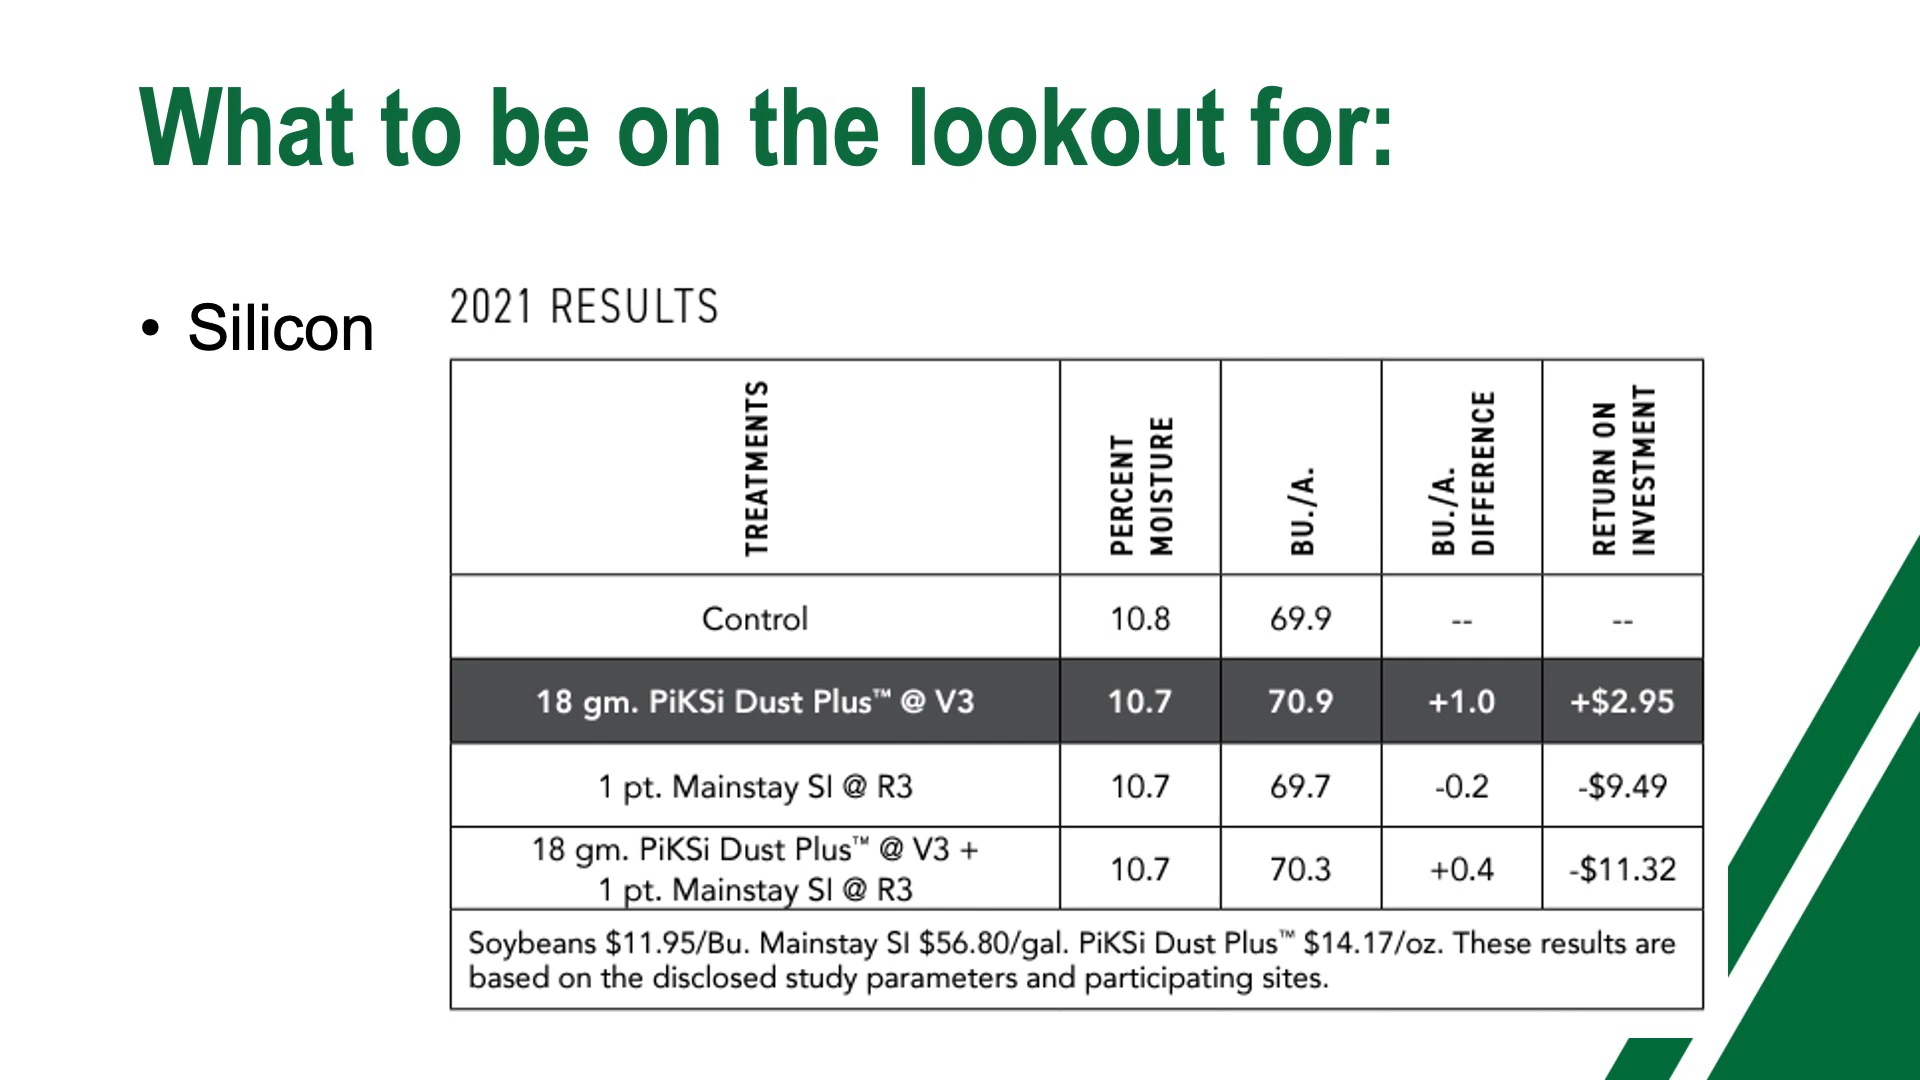 What to be on the lookout for:
• Silicon
2021 RESULTS
TREATMENTS
PERCENT
MOISTURE
BU./A.
BU./A.
DIFFERENCE
RETURN ON
INVESTMENT
Control 10.8 69.9 -- --
18 gm. PiKSi Dust Plus™ @ V3 10.7 70.9 +1.0 +$2.95
1 pt. Mainstay SI @ R3 10.7 69.7 -0.2 -$9.49
18 gm. PiKSi Dust Plus™ @ V3 +
1 pt. Mainstay SI @ R3 10.7 70.3 +0.4 -$11.32
Soybeans $11.95/Bu. Mainstay SI $56.80/gal. PiKSi Dust Plus™ $14.17/oz. These results are
based on the disclosed study parameters and participating sites.